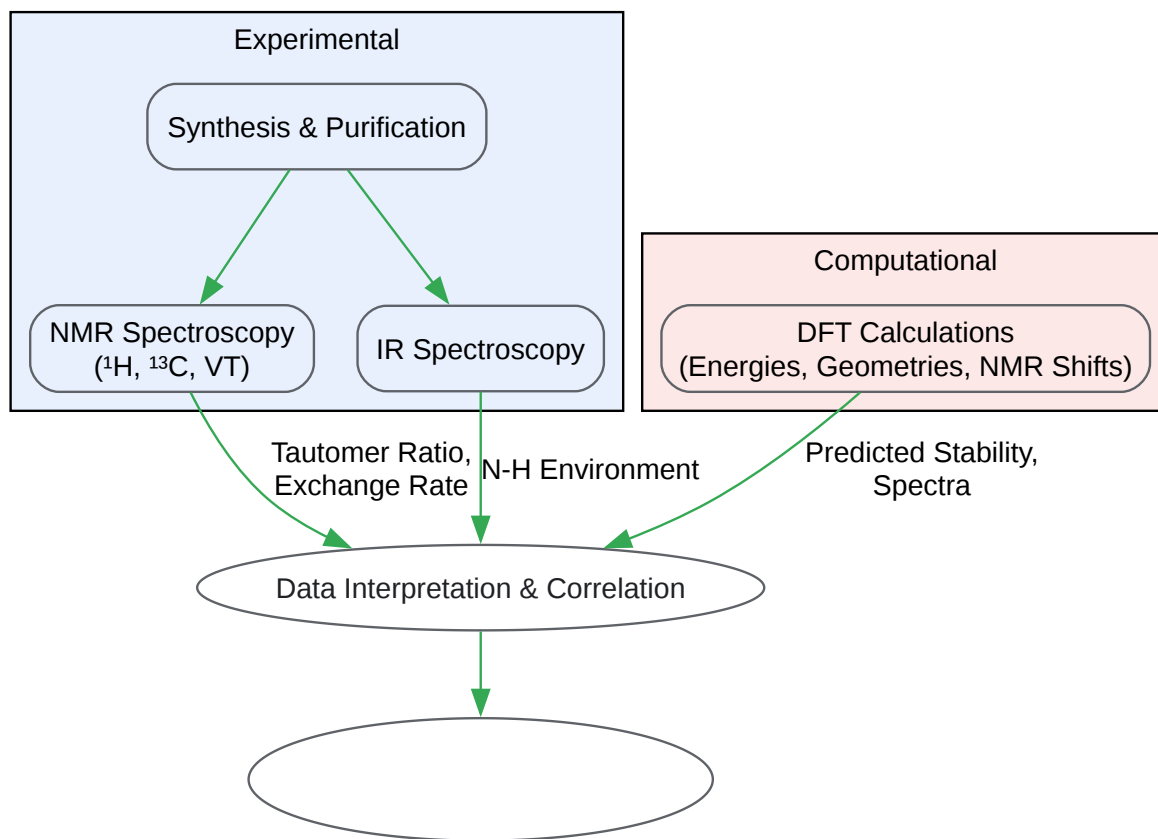 Experimental
Synthesis & Purification
Computational
NMR Spectroscopy
(¹H, ¹³C, VT)
IR Spectroscopy
DFT Calculations
(Energies, Geometries, NMR Shifts)
Tautomer Ratio,
Exchange Rate
N-H Environment
Predicted Stability,
Spectra
Data Interpretation & Correlation